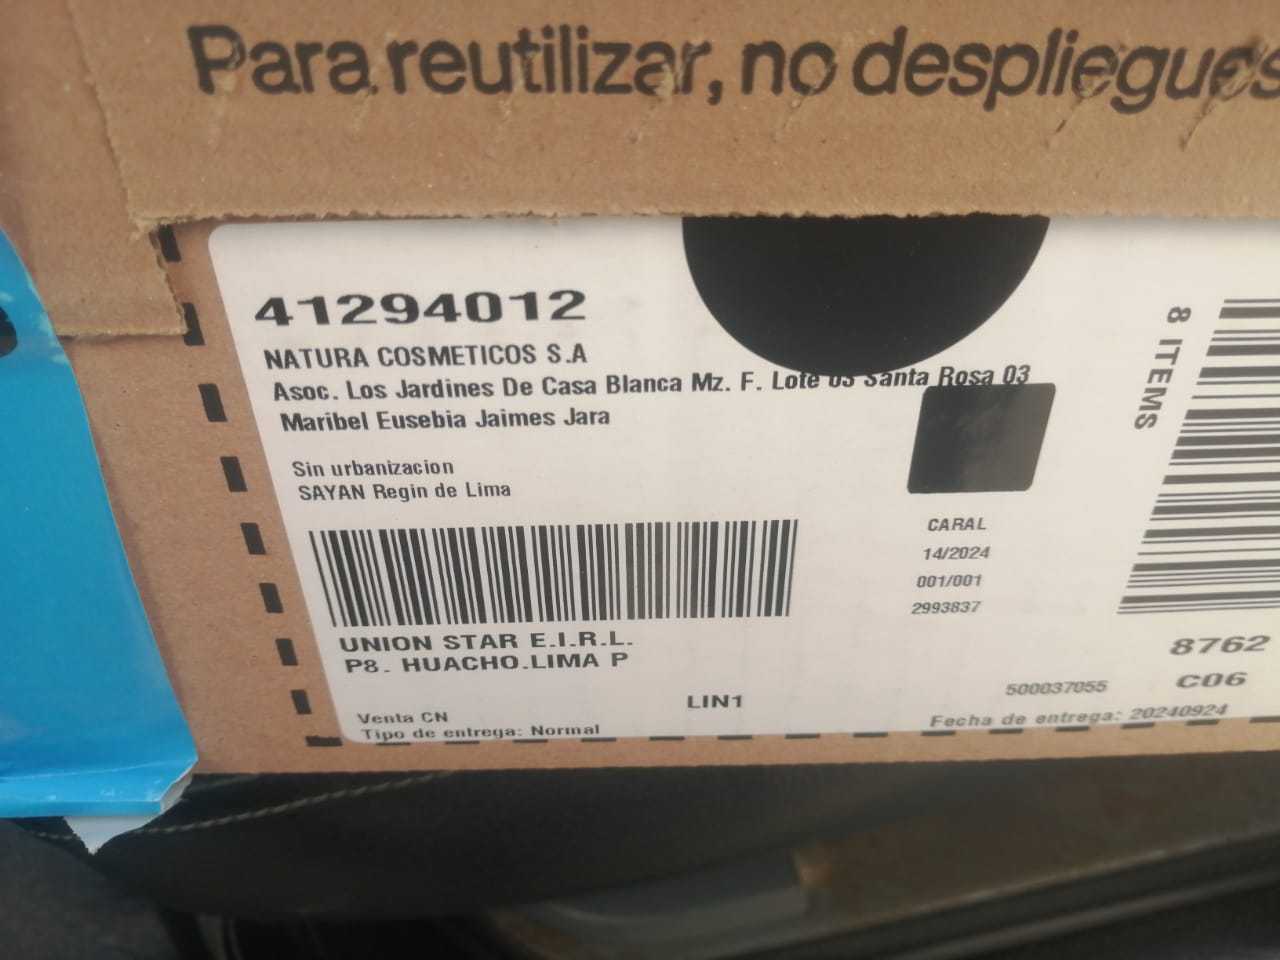 Para reutilizar, no despliegues
41294012
NATURA COSMETICOS S.A
Asoc. Los Jardines De Casa Blanca Mz. F. Lote 03 Santa Rosa 03
Maribel Eusebia Jaimes Jara
Sin urbanizacion
SAYAN Regin de Lima
8 ITEMS
CARAL
14/2024
001/001
2993837
UNION STAR E.I.R.L.
P8. HUACHO.LIMA P
8762
C06
500037055
LIN1
Venta CN
Tipo de entrega: Normal
Fecha de entrega: 20240924